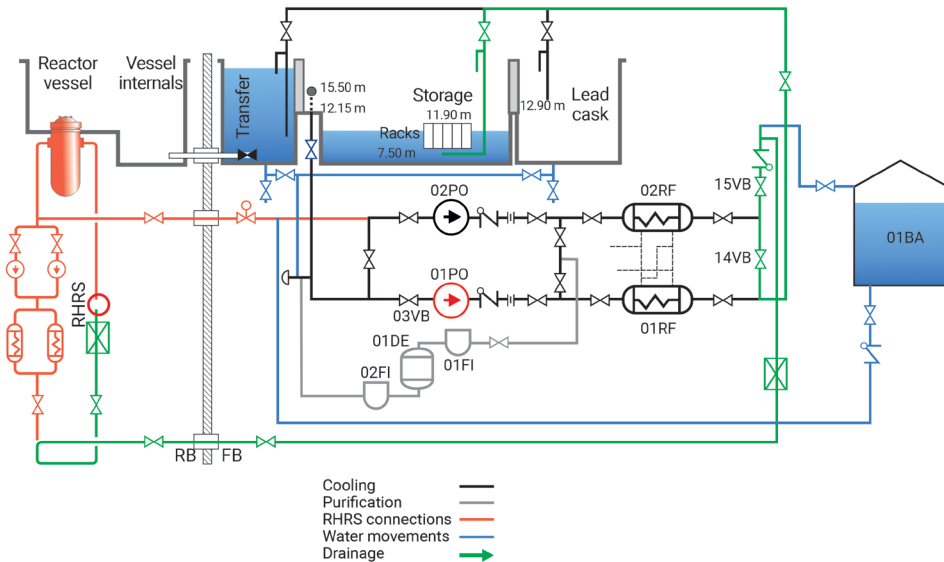 Reactor
vessel
Vessel
internals
Transfer
15.50 m
12.15 m
Storage
11.90 m
Racks
7.50 m
12.90 m
Lead
cask
02PO
02RF
15VB
14VB
01BA
01PO
03VB
01RF
RHRS
01DE
02FI
01FI
RB
FB
Cooling
Purification
RHRS connections
Water movements
Drainage